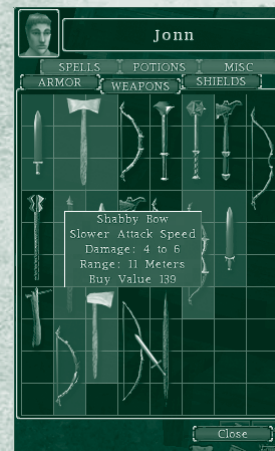 Jonn
SPELLS POTIONS MISC
ARMOR WEAPONS SHIELDS
Shabby Bow
Slower Attack Speed
Damage: 4 to 6
Range: 11 Meters
Buy Value 139
Close